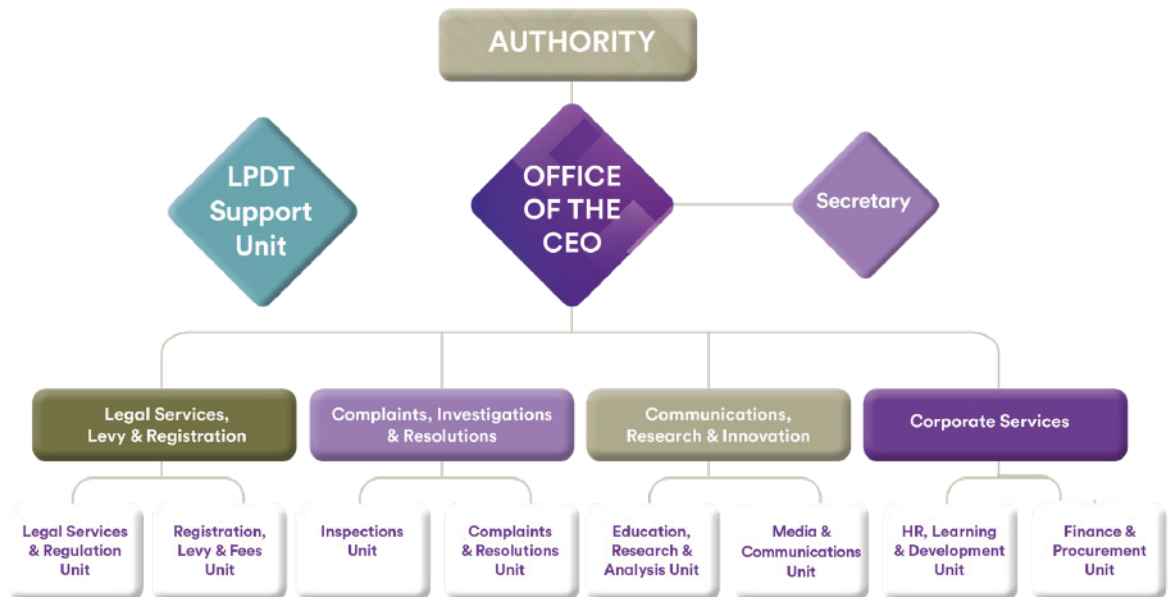 AUTHORITY
LPDT
Support
Unit
OFFICE
OF THE
CEO
Secretary
Legal Services,
Levy & Registration
Complaints, Investigations
& Resolutions
Communications,
Research & Innovation
Corporate Services
Legal Services
& Regulation
Unit
Registration,
Levy & Fees
Unit
Inspections
Unit
Complaints
& Resolutions
Unit
Education,
Research &
Analysis Unit
Media &
Communications
Unit
HR, Learning
& Development
Unit
Finance &
Procurement
Unit